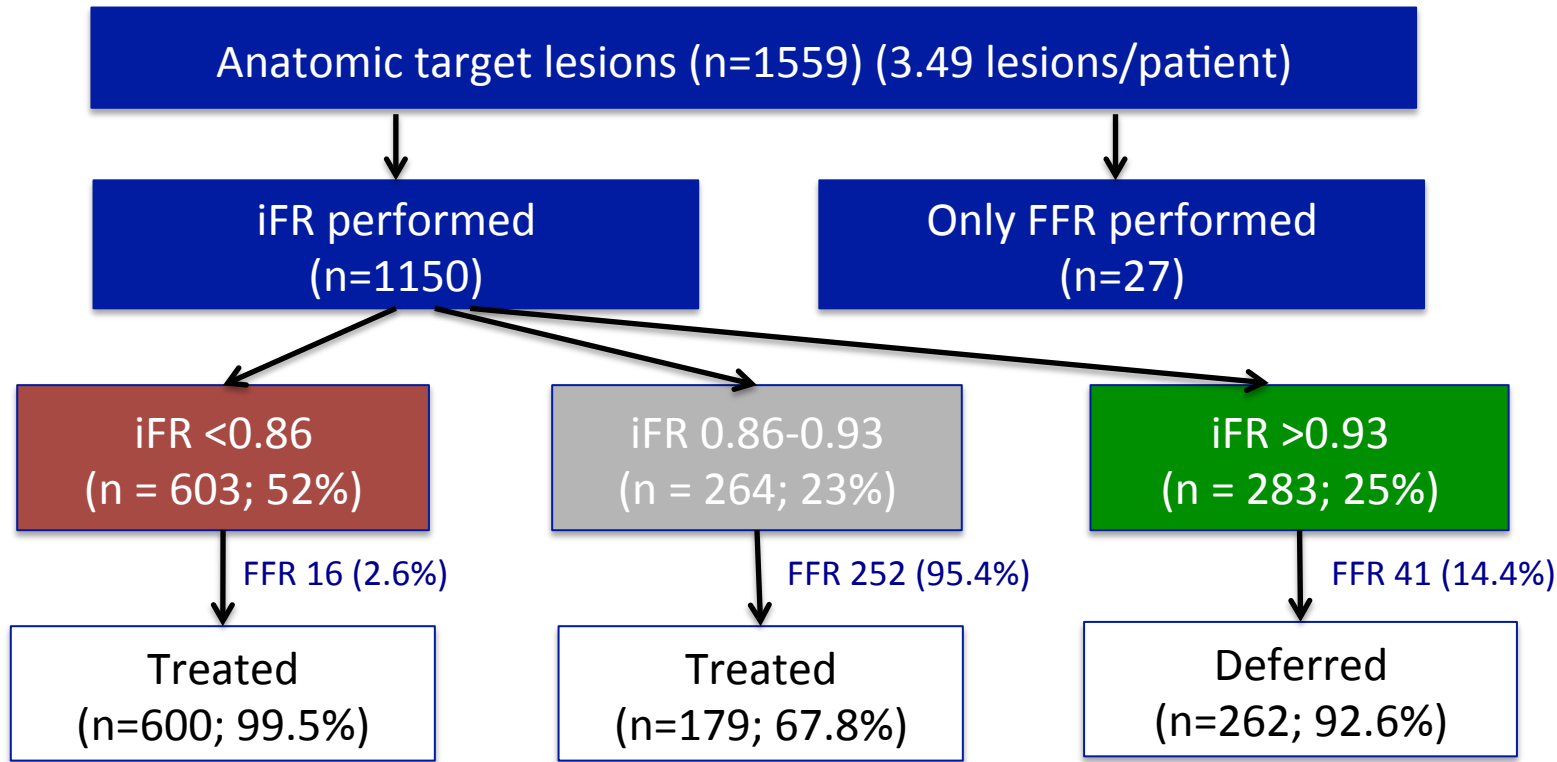 Anatomic target lesions (n=1559) (3.49 lesions/patient)
iFR performed
(n=1150)
Only FFR performed
(n=27)
iFR <0.86
(n = 603; 52%)
iFR 0.86-0.93
(n = 264; 23%)
iFR >0.93
(n = 283; 25%)
FFR 16 (2.6%)
FFR 252 (95.4%)
FFR 41 (14.4%)
Treated
(n=600; 99.5%)
Treated
(n=179; 67.8%)
Deferred
(n=262; 92.6%)